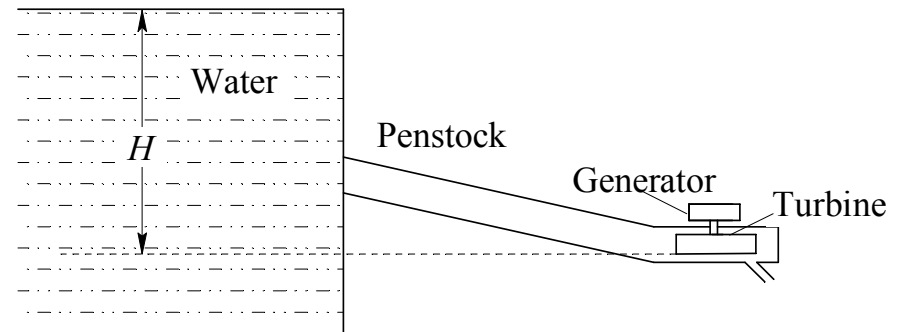 Water
H
Penstock
Generator
Turbine